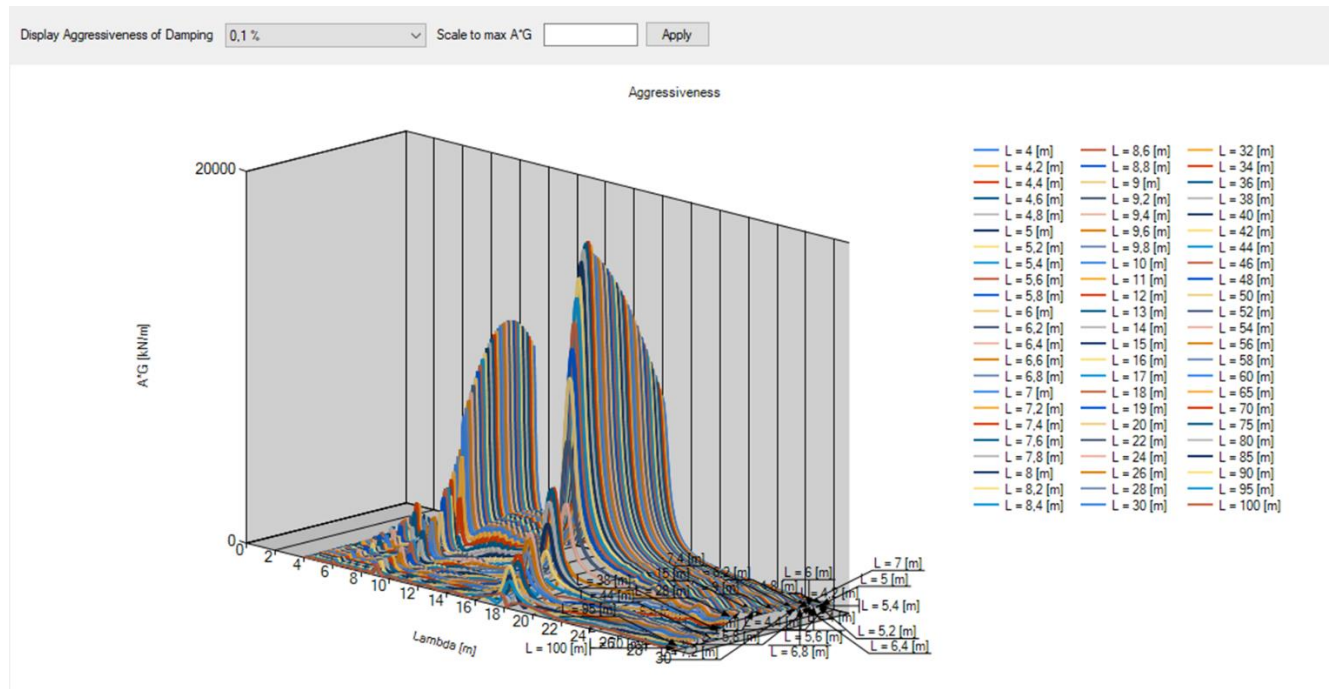 Display Aggressiveness of Damping 0,1 % Scale to max A*G Apply
Aggressiveness
20000
A*G [kN/m]
0
0 2 4 6 8 10 12 14 16 18 20 22 24 26 28 30
Lambda [m]
L = 4 [m] L = 8,6 [m] L = 32 [m]
L = 4,2 [m] L = 8,8 [m] L = 34 [m]
L = 4,4 [m] L = 9 [m] L = 36 [m]
L = 4,6 [m] L = 9,2 [m] L = 38 [m]
L = 4,8 [m] L = 9,4 [m] L = 40 [m]
L = 5 [m] L = 9,6 [m] L = 42 [m]
L = 5,2 [m] L = 9,8 [m] L = 44 [m]
L = 5,4 [m] L = 10 [m] L = 46 [m]
L = 5,6 [m] L = 11 [m] L = 48 [m]
L = 5,8 [m] L = 12 [m] L = 50 [m]
L = 6 [m] L = 13 [m] L = 52 [m]
L = 6,2 [m] L = 14 [m] L = 54 [m]
L = 6,4 [m] L = 15 [m] L = 56 [m]
L = 6,6 [m] L = 16 [m] L = 58 [m]
L = 6,8 [m] L = 17 [m] L = 60 [m]
L = 7 [m] L = 18 [m] L = 65 [m]
L = 7,2 [m] L = 19 [m] L = 70 [m]
L = 7,4 [m] L = 20 [m] L = 75 [m]
L = 7,6 [m] L = 22 [m] L = 80 [m]
L = 7,8 [m] L = 24 [m] L = 85 [m]
L = 8 [m] L = 26 [m] L = 90 [m]
L = 8,2 [m] L = 28 [m] L = 95 [m]
L = 8,4 [m] L = 30 [m] L = 100 [m]
7,4 [m]
L = 7 [m]
L = 6 [m]
L = 38 [m]
L = 5 [m]
L = 44 [m] L = 28 [m]
L = 95 [m]
L = 5,4 [m]
L = 5,2 [m]
L = 5,6 [m]
L = 100 [m]
L = 6,8 [m]
L = 6,4 [m]